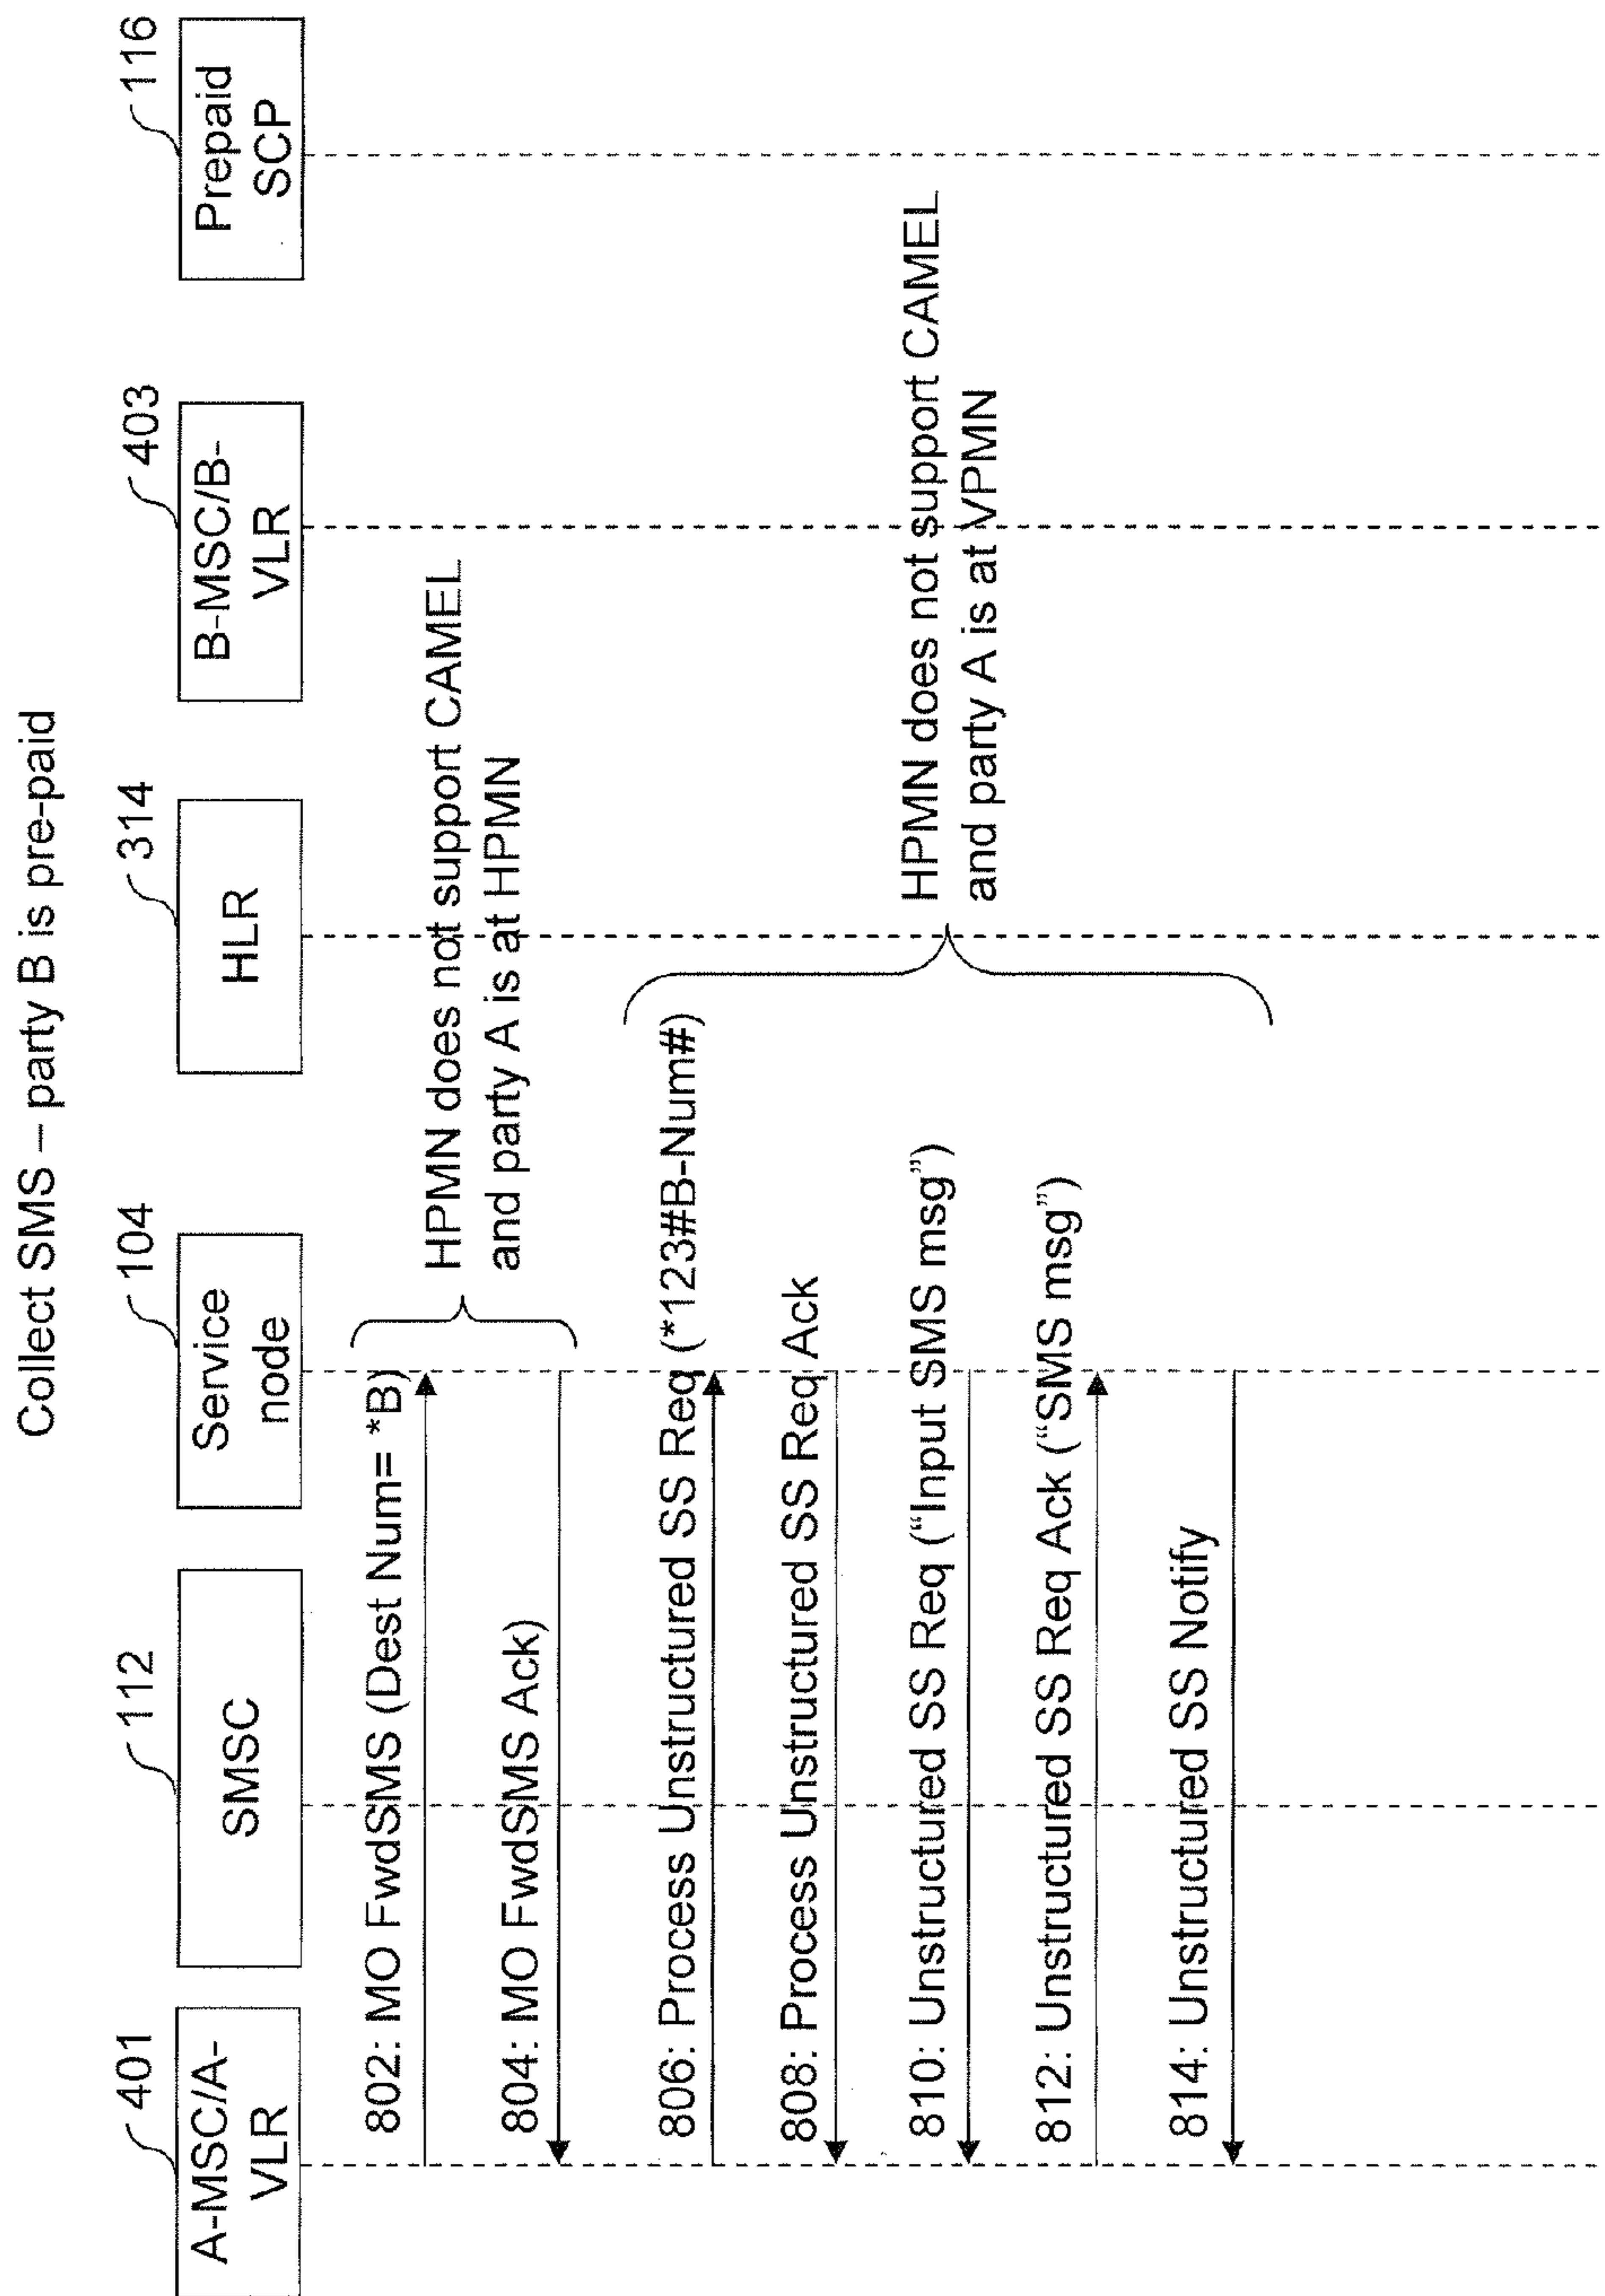 Collect SMS – party B is pre-paid
401
112
104
314
403
116
A-MSC/A-
VLR
SMSC
Service
node
HLR
B-MSC/B-
VLR
Prepaid
SCP
802: MO FwdSMS (Dest Num= *B)
804: MO FwdSMS Ack)
HPMN does not support CAMEL
and party A is at HPMN
806: Process Unstructured SS Req (*123#B-Num#)
808: Process Unstructured SS Req Ack
810: Unstructured SS Req (“Input SMS msg”)
812: Unstructured SS Req Ack (“SMS msg”)
814: Unstructured SS Notify
HPMN does not support CAMEL
and party A is at VPMN